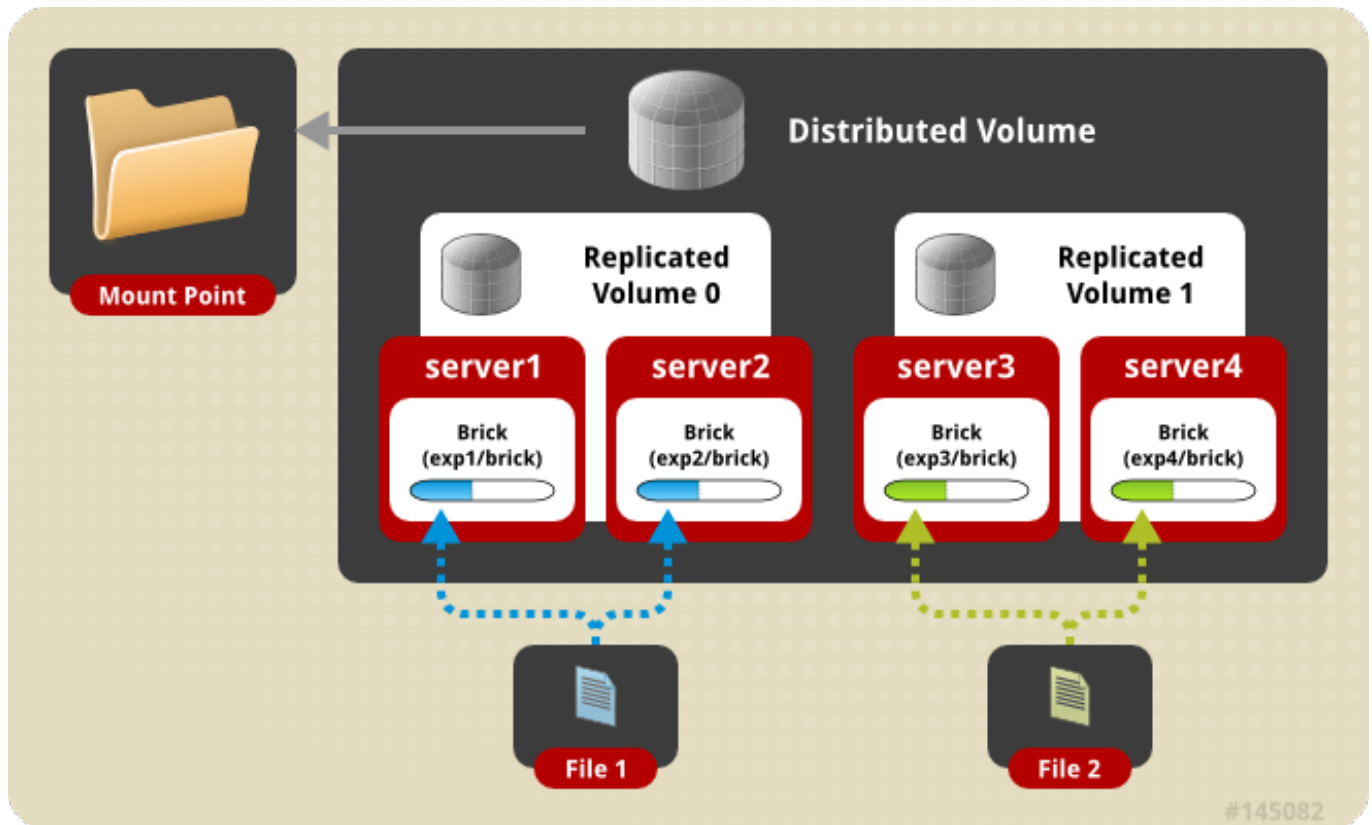 Distributed Volume
Mount Point
Replicated
Volume 0
Replicated
Volume 1
server1
server2
server3
server4
Brick
(exp1/brick)
Brick
(exp2/brick)
Brick
(exp3/brick)
Brick
(exp4/brick)
File 1
File 2
#145082